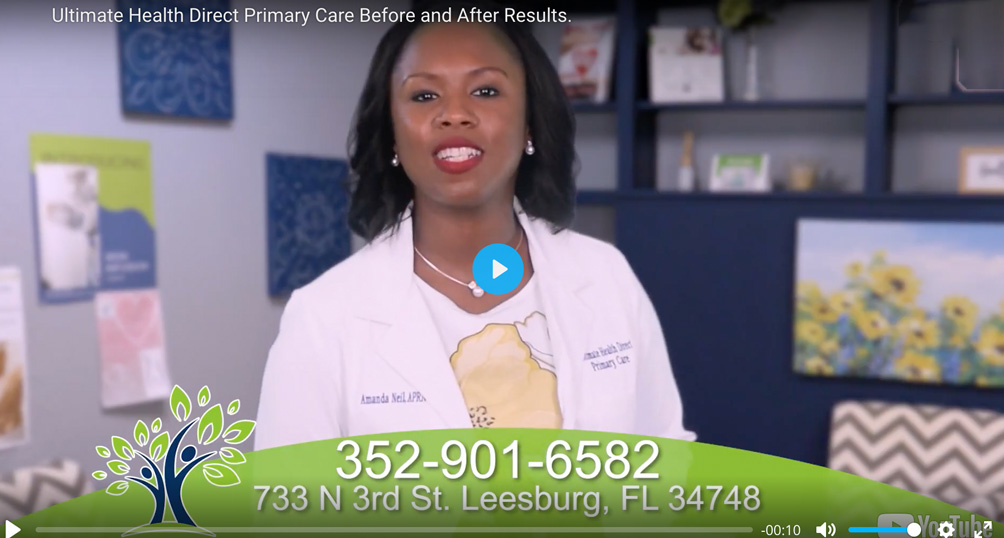 Ultimate Health Direct Primary Care Before and After Results.
INTRODUCING
Health Direct
Primary Care
Amanda Neil, APRN
352-901-6582
733 N 3rd St. Leesburg, FL 34748
-00:10
YouTube